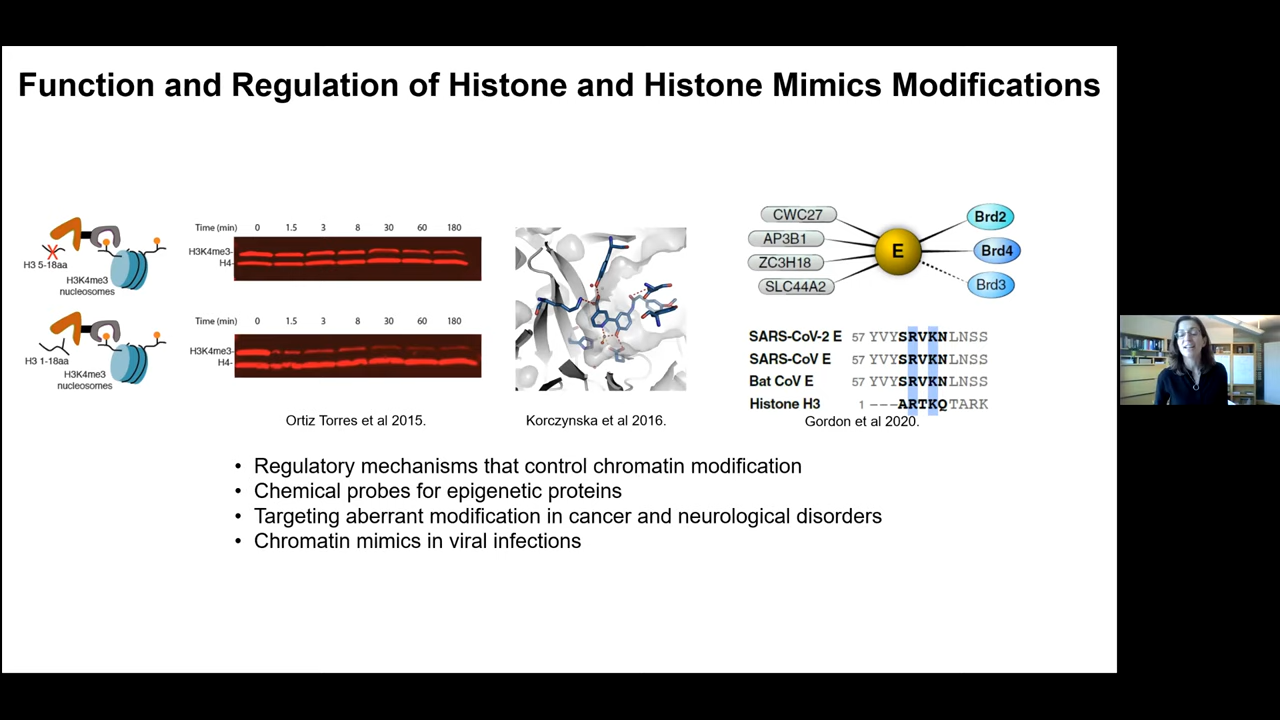 Function and Regulation of Histone and Histone Mimics Modifications
H3 5-18aa
H3K4me3
nucleosomes
H3 1-18aa
H3K4me3
nucleosomes
Time (min) 0 1.5 3 8 30 60 180
H3K4me3-
H4-
Time (min) 0 1.5 3 8 30 60 180
H3K4me3-
H4-
Ortiz Torres et al 2015.
Korczynska et al 2016.
CWC27
AP3B1
ZC3H18
SLC44A2
E
Brd2
Brd4
Brd3
SARS-CoV-2 E 57 YVYSRVKNLNSS
SARS-CoV E 57 YVYSRVKNLNSS
Bat CoV E 57 YVYSRVKNLNSS
Histone H3 1 ---ARTKQTARK
Gordon et al 2020.
• Regulatory mechanisms that control chromatin modification
• Chemical probes for epigenetic proteins
• Targeting aberrant modification in cancer and neurological disorders
• Chromatin mimics in viral infections